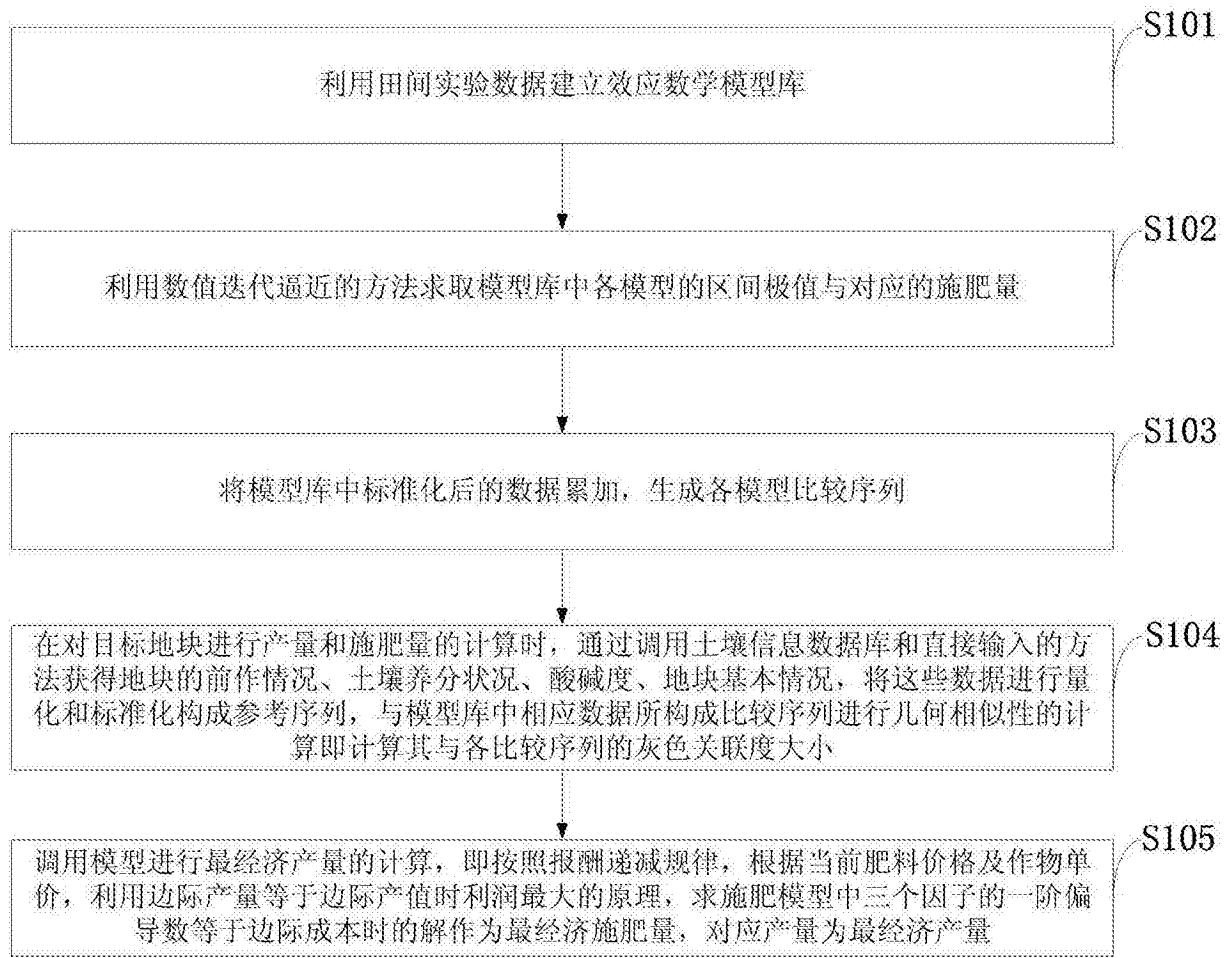 S101
利用田间实验数据建立效应数学模型库
S102
利用数值迭代逼近的方法求取模型库中各模型的区间极值与对应的施肥量
S103
将模型库中标准化后的数据累加，生成各模型比较序列
S104
在对目标地块进行产量和施肥量的计算时，通过调用土壤信息数据库和直接输入的方
法获得地块的前作情况、土壤养分状况、酸碱度、地块基本情况，将这些数据进行量
化和标准化构成参考序列，与模型库中相应数据所构成比较序列进行几何相似性的计
算即计算其与各比较序列的灰色关联度大小
S105
调用模型进行最经济产量的计算，即按照报酬递减规律，根据当前肥料价格及作物单
价，利用边际产量等于边际产值时利润最大的原理，求施肥模型中三个因子的一阶偏
导数等于边际成本时的解作为最经济施肥量，对应产量为最经济产量